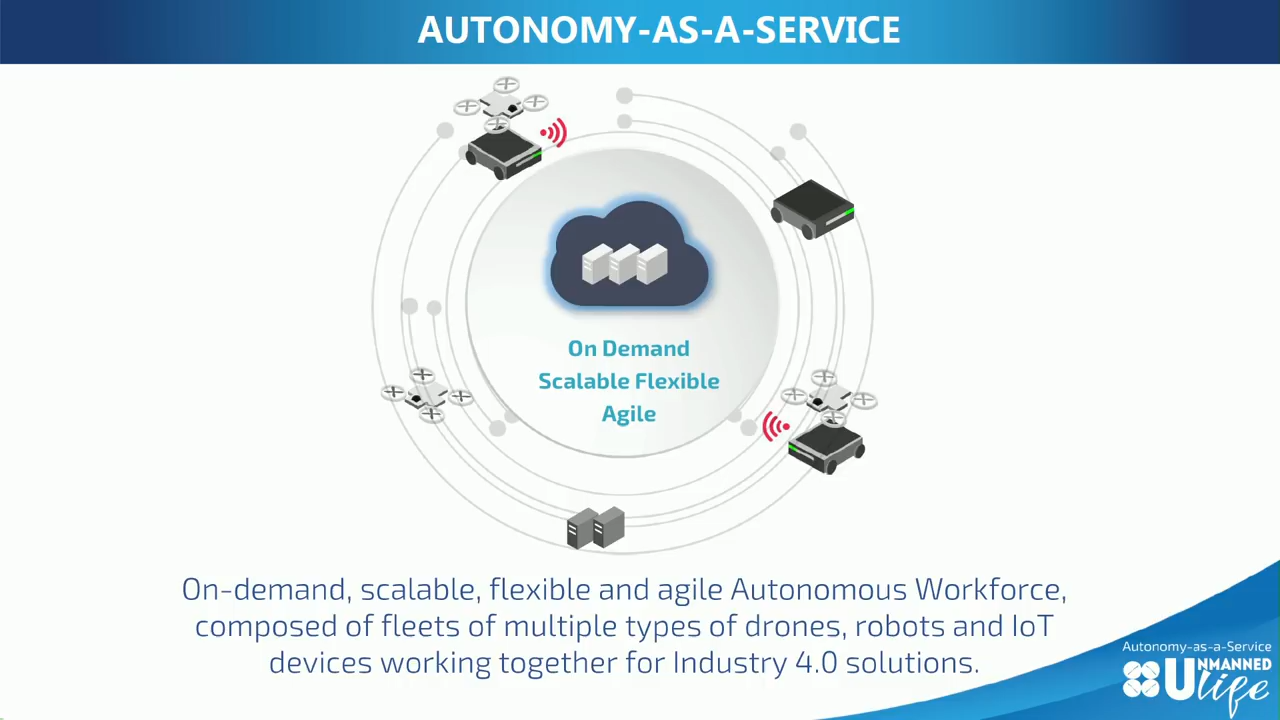 AUTONOMY-AS-A-SERVICE
On Demand
Scalable Flexible
Agile
On-demand, scalable, flexible and agile Autonomous Workforce,
composed of fleets of multiple types of drones, robots and IoT
devices working together for Industry 4.0 solutions.
Autonomy-as-a-Service
UNMANNED
Life